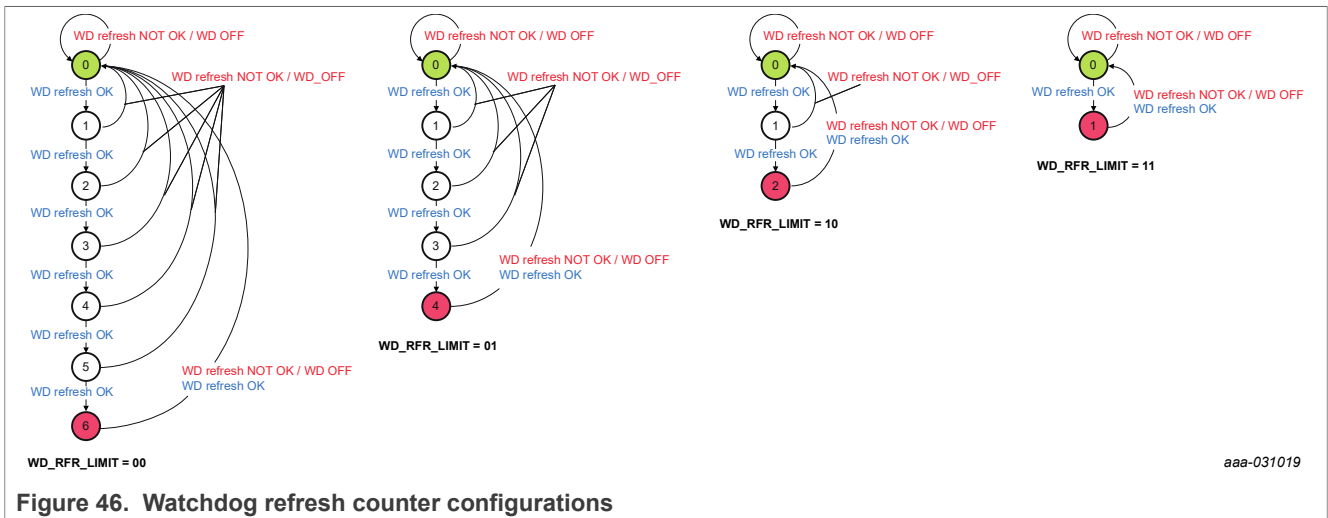 WD refresh NOT OK / WD OFF
0
WD refresh NOT OK / WD_OFF
WD refresh OK
1
WD refresh OK
2
WD refresh OK
3
WD refresh OK
4
WD refresh OK
5
WD refresh NOT OK / WD OFF
WD refresh OK
WD refresh OK
6
WD_RFR_LIMIT = 00
WD refresh NOT OK / WD OFF
0
WD refresh NOT OK / WD_OFF
WD refresh OK
1
WD refresh OK
2
WD refresh OK
3
WD refresh NOT OK / WD OFF
WD refresh OK
WD refresh OK
4
WD_RFR_LIMIT = 01
WD refresh NOT OK / WD OFF
0
WD refresh NOT OK / WD_OFF
WD refresh OK
1
WD refresh NOT OK / WD OFF
WD refresh OK
WD refresh OK
2
WD_RFR_LIMIT = 10
WD refresh NOT OK / WD OFF
0
WD refresh OK
WD refresh NOT OK / WD OFF
WD refresh OK
1
WD_RFR_LIMIT = 11
aaa-031019
Figure 46. Watchdog refresh counter configurations